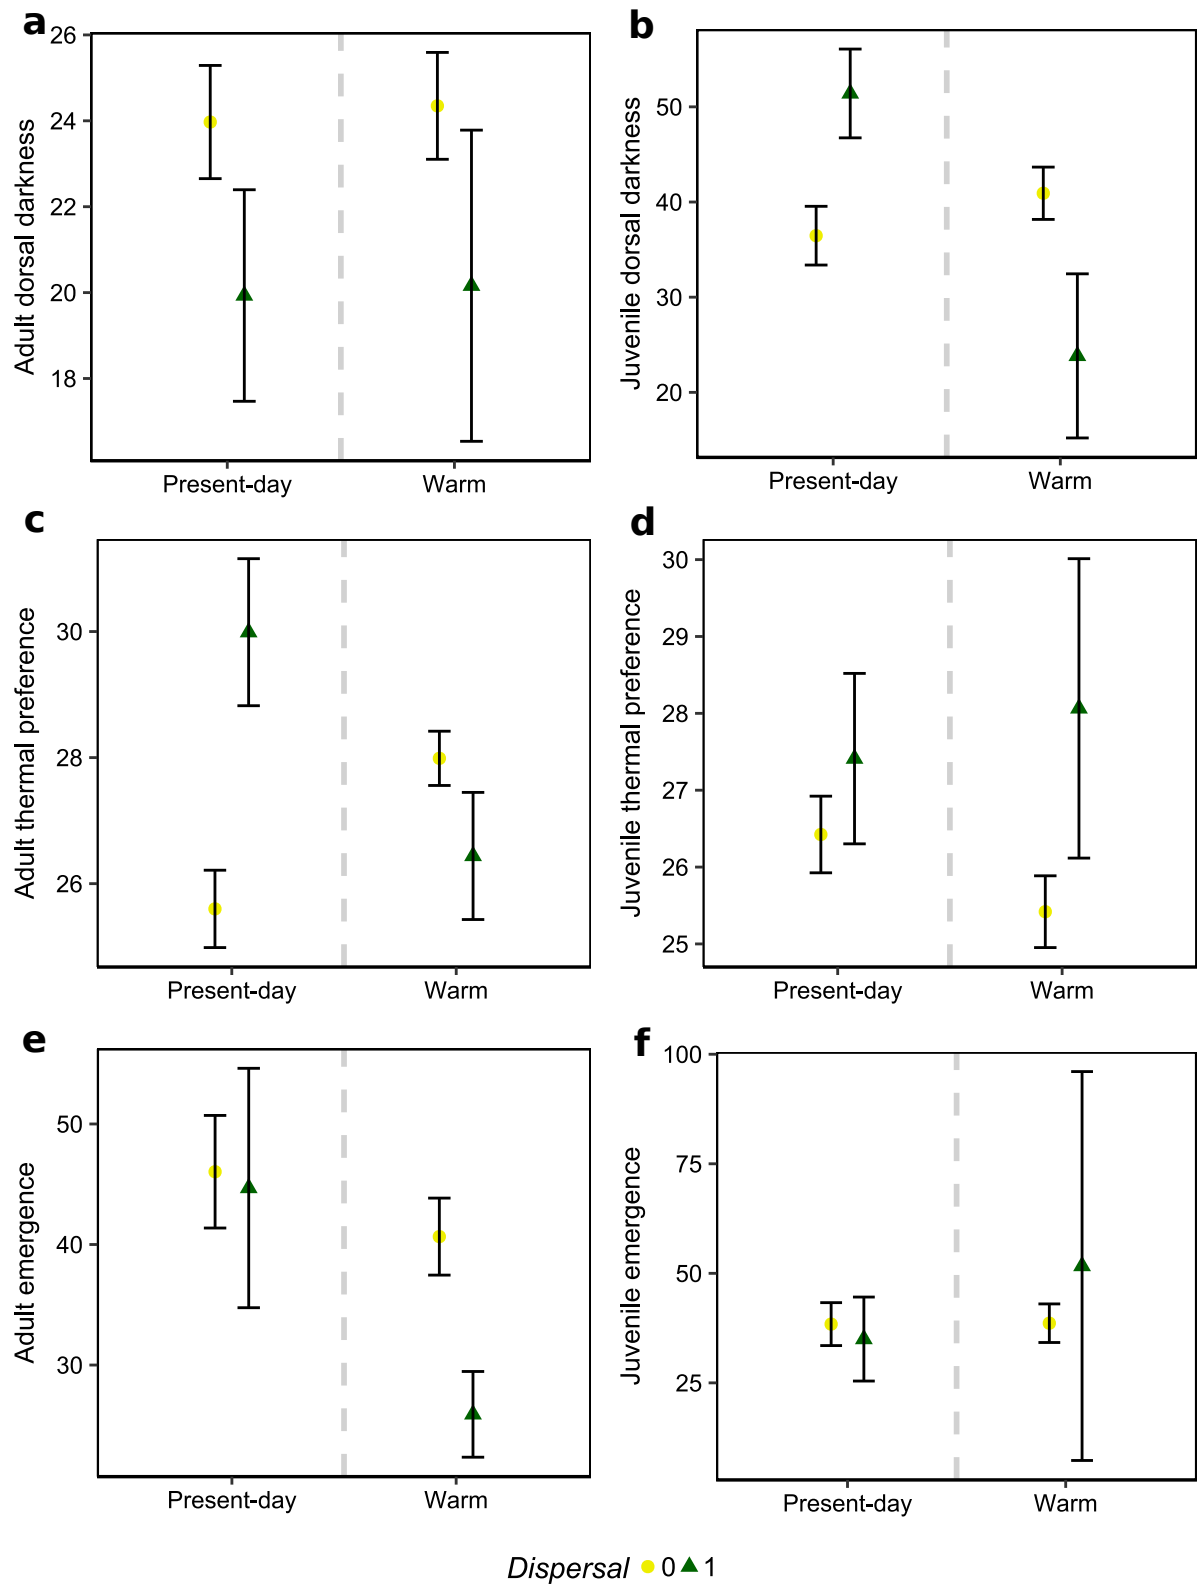 a
26
24
22
20
18
Adult dorsal darkness
Present-day Warm
b
50
40
30
20
Juvenile dorsal darkness
Present-day Warm
c
30
28
26
Adult thermal preference
Present-day Warm
d
30
29
28
27
26
25
Juvenile thermal preference
Present-day Warm
e
50
40
30
Adult emergence
Present-day Warm
f
100
75
50
25
Juvenile emergence
Present-day Warm
Dispersal 0 1